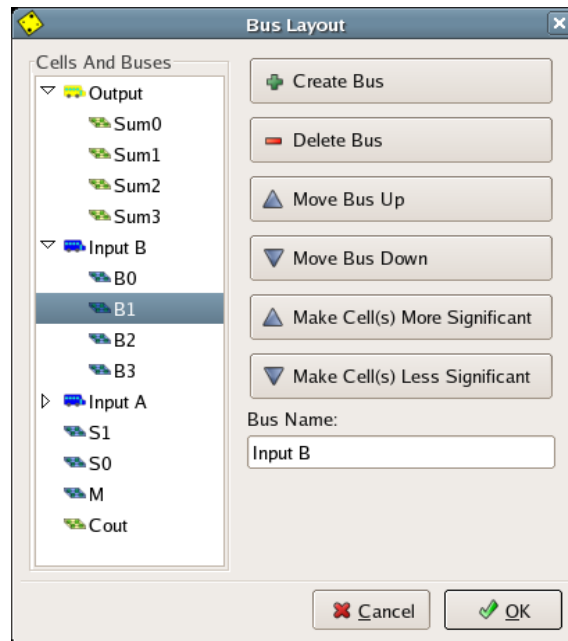 Bus Layout
Cells And Buses
Output
Sum0
Sum1
Sum2
Sum3
Input B
B0
B1
B2
B3
Input A
S1
S0
M
Cout
Create Bus
Delete Bus
Move Bus Up
Move Bus Down
Make Cell(s) More Significant
Make Cell(s) Less Significant
Bus Name:
Input B
Cancel
OK